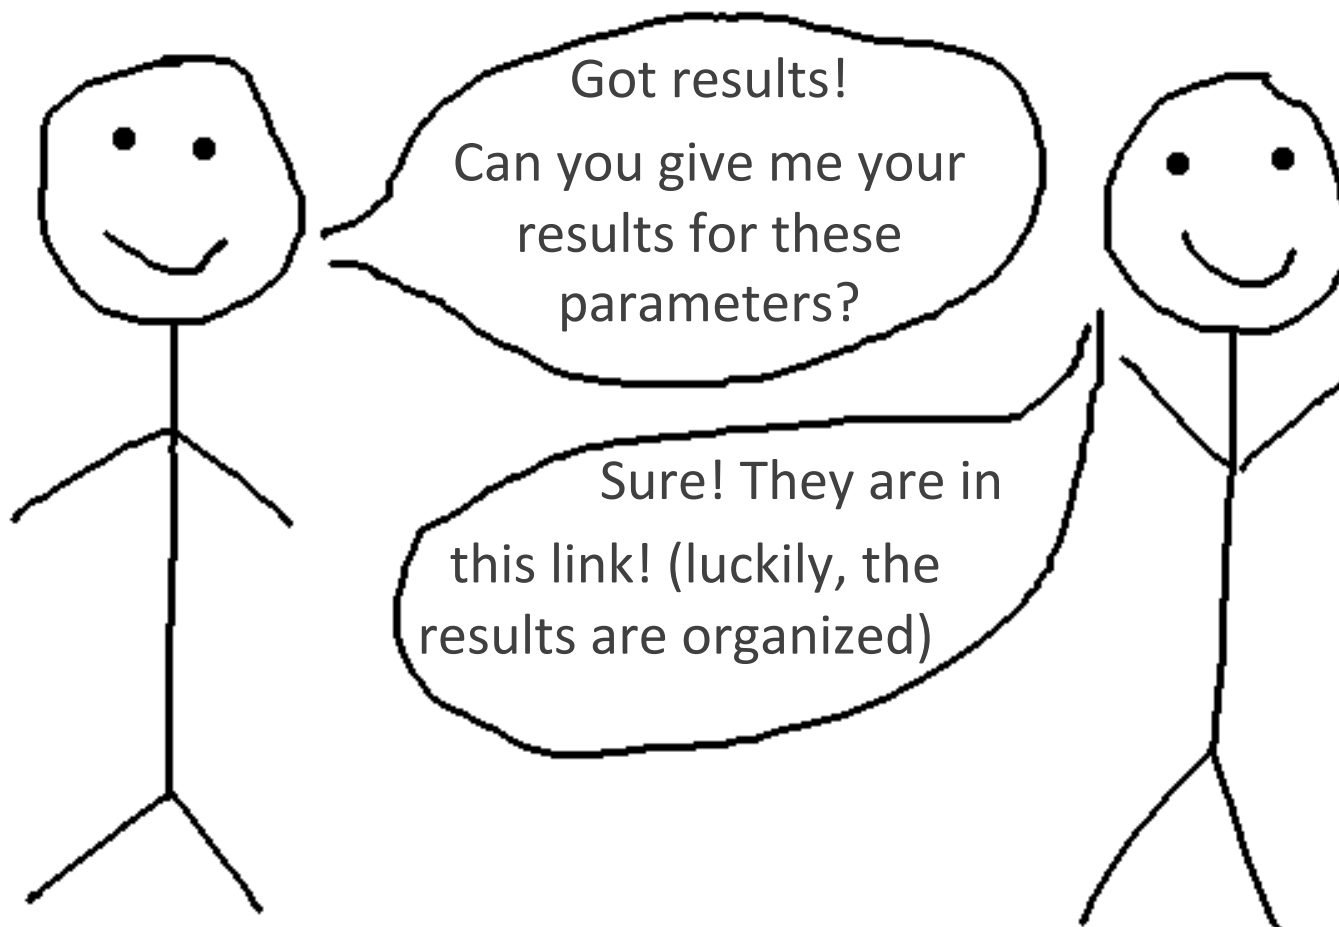 Got results!
Can you give me your
results for these
parameters?
Sure! They are in
this link! (luckily, the
results are organized)